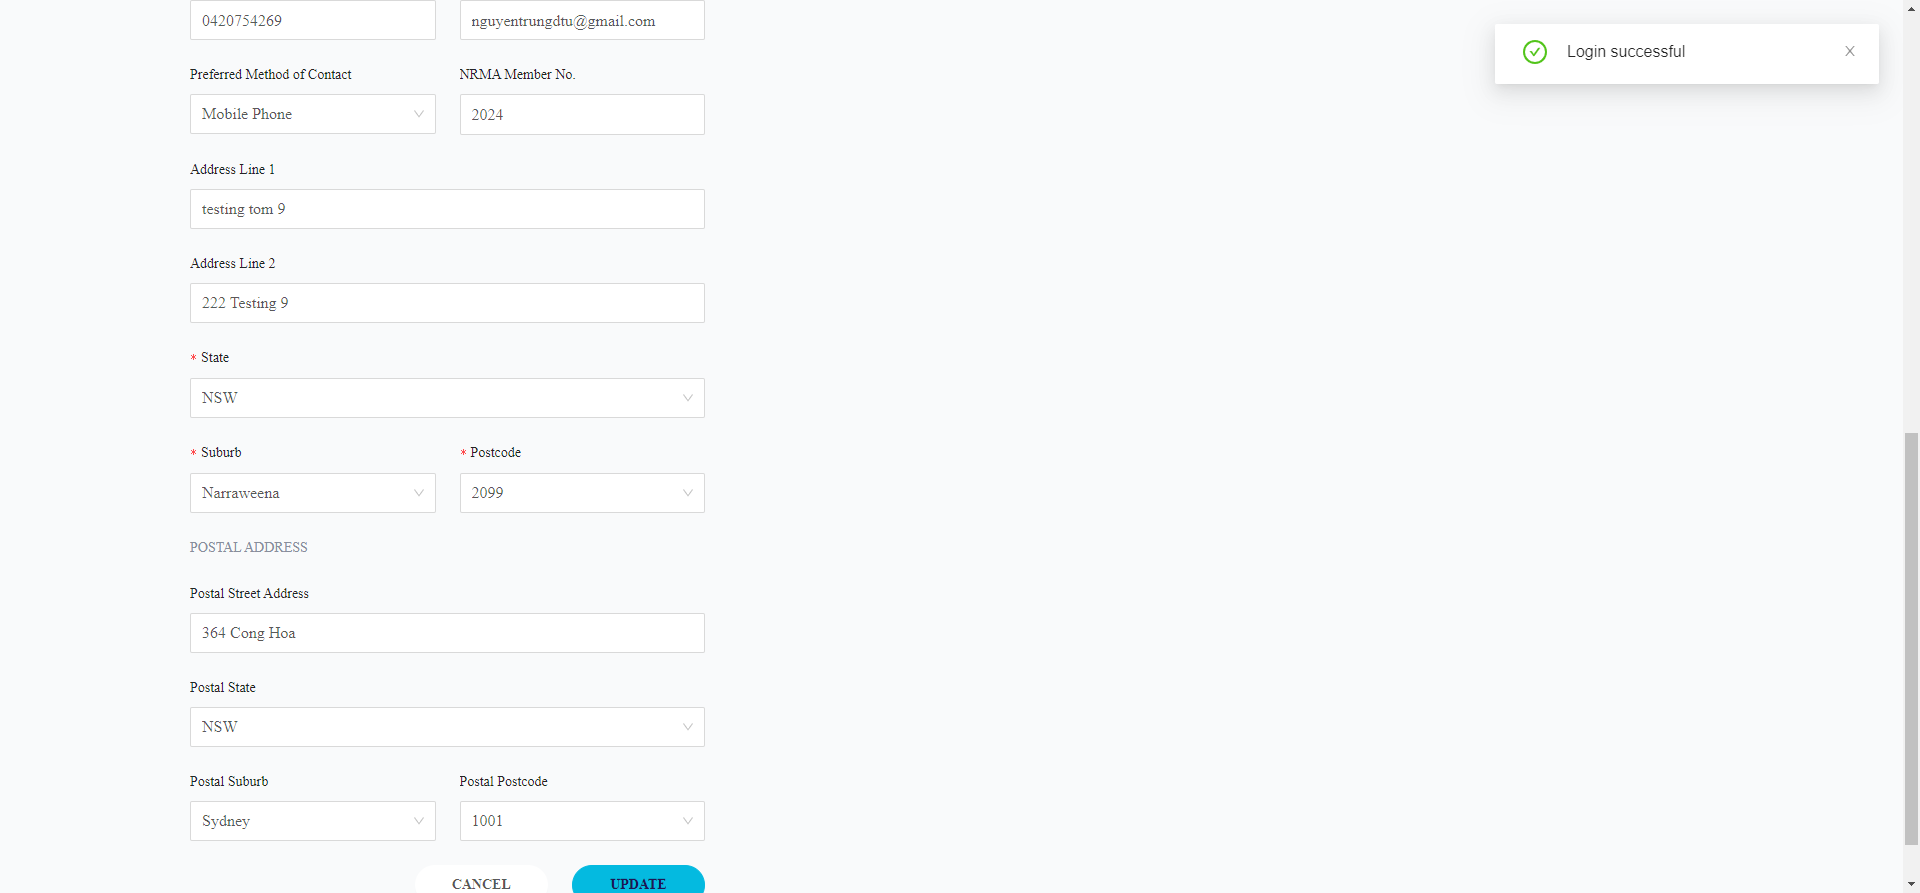 0420754269 nguyentrungdtu@gmail.com
Login successful
Preferred Method of Contact NRMA Member No.
Mobile Phone 2024
Address Line 1
testing tom 9
Address Line 2
222 Testing 9
* State
NSW
* Suburb * Postcode
Narraweena 2099
POSTAL ADDRESS
Postal Street Address
364 Cong Hoa
Postal State
NSW
Postal Suburb Postal Postcode
Sydney 1001
CANCEL UPDATE